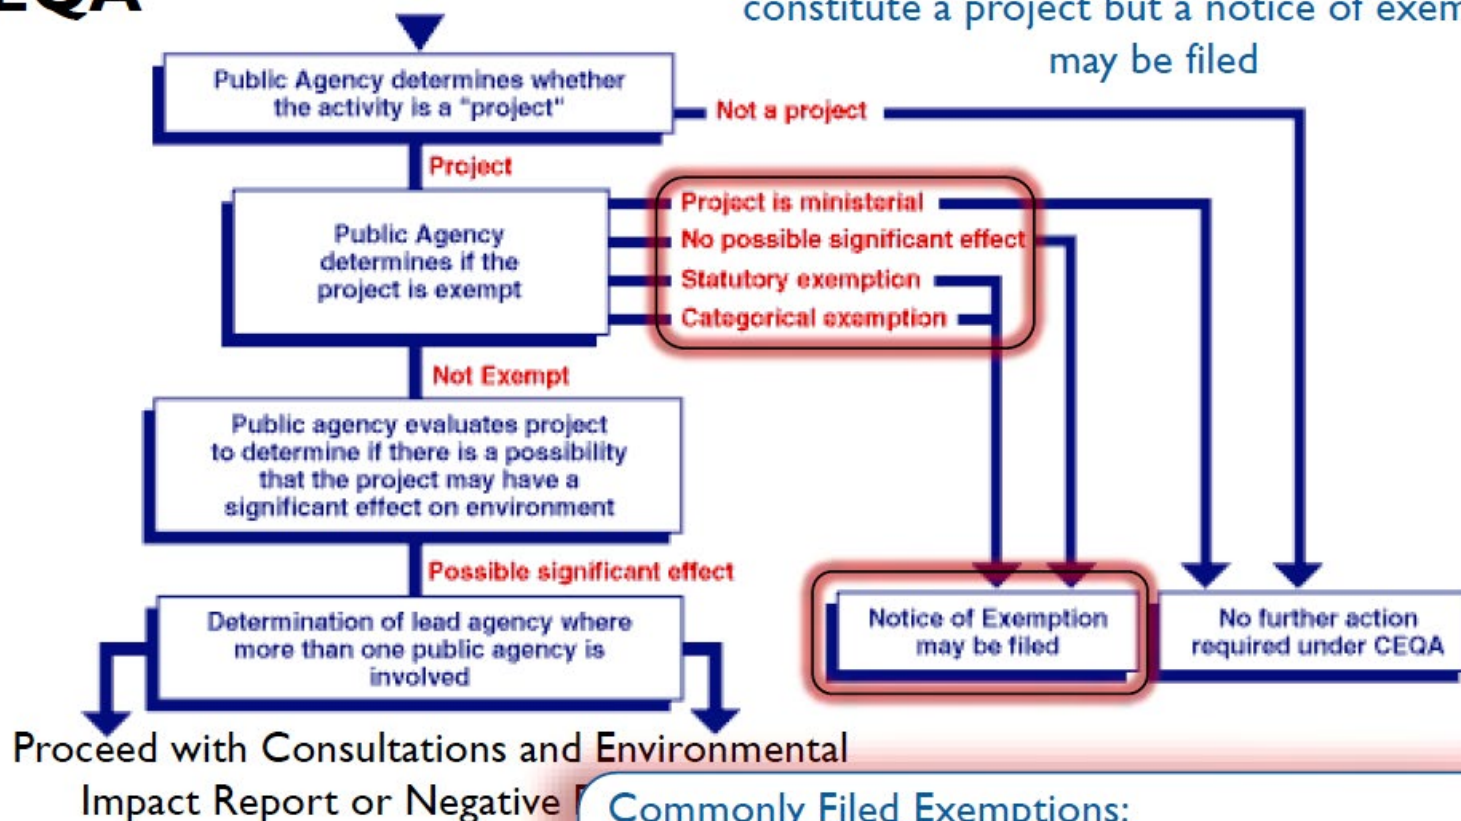 constitute a project but a notice of exem
may be filed
Public Agency determines whether
the activity is a "project"
Not a project
Project
Public Agency
determines if the
project is exempt
Project is ministerial
No possible significant effect
Statutory exemption
Categorical exemption
Not Exempt
Public agency evaluates project
to determine if there is a possibility
that the project may have a
significant effect on environment
Possible significant effect
Determination of lead agency where
more than one public agency is
involved
Notice of Exemption
may be filed
No further action
required under CEQA
Proceed with Consultations and Environmental
Impact Report or Negative
Commonly Filed Exemptions: